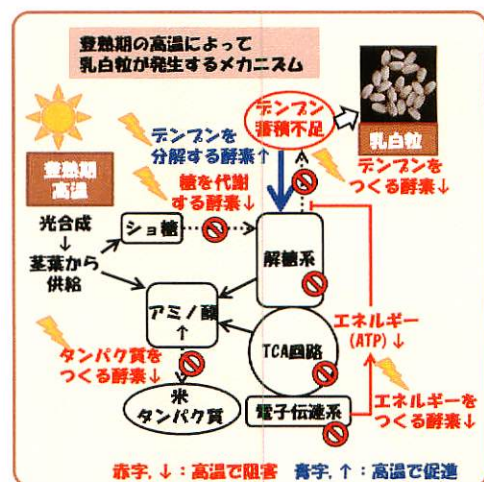 登熟期の高温によって
乳白粒が発生するメカニズム
デンプン
蓄積不足
乳白粒
デンプンを
分解する酵素↑
デンプンを
つくる酵素↓
登熟期
高温
糖を代謝
する酵素↓
光合成
↓
茎葉から
供給
ショ糖
解糖系
アミノ酸
↑
TCA回路
エネルギー
(ATP)↓
タンパク質を
つくる酵素↓
米
タンパク質
電子伝達系
エネルギーを
つくる酵素↓
赤字,↓:高温で阻害 青字,↑:高温で促進